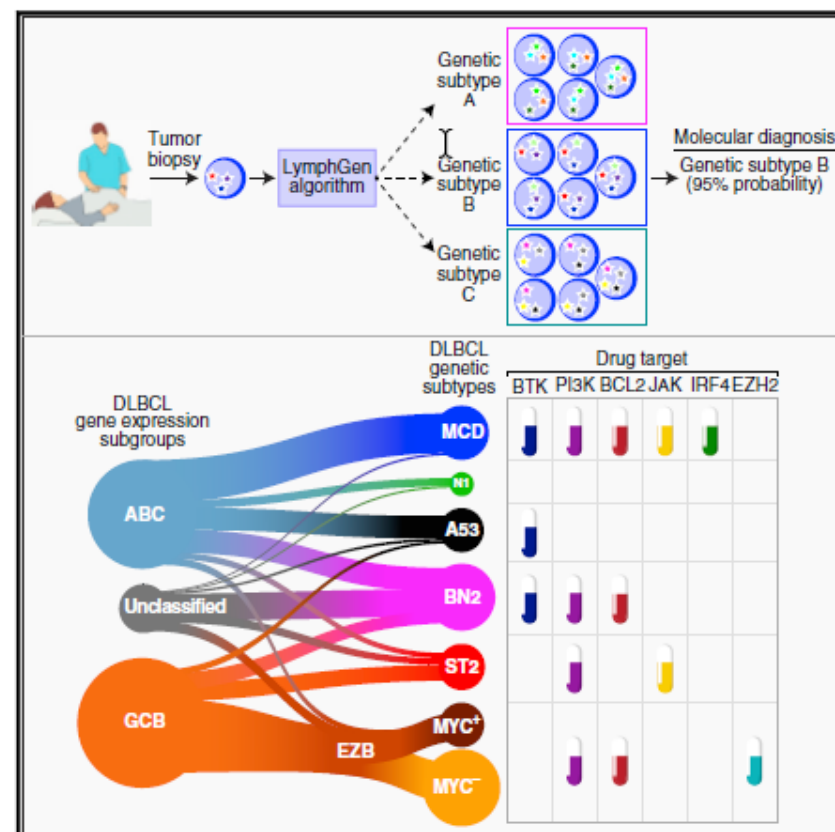 Tumor
biopsy
LymphGen
algorithm
Genetic
subtype
A
Genetic
subtype
B
Genetic
subtype
C
Molecular diagnosis
Genetic subtype B
(95% probability)
DLBCL
gene expression
subgroups
DLBCL
genetic
subtypes
Drug target
BTK PI3K BCL2 JAK IRF4 EZH2
ABC
Unclassified
GCB
EZB
MCD
N1
A53
BN2
ST2
MYC+
MYC−